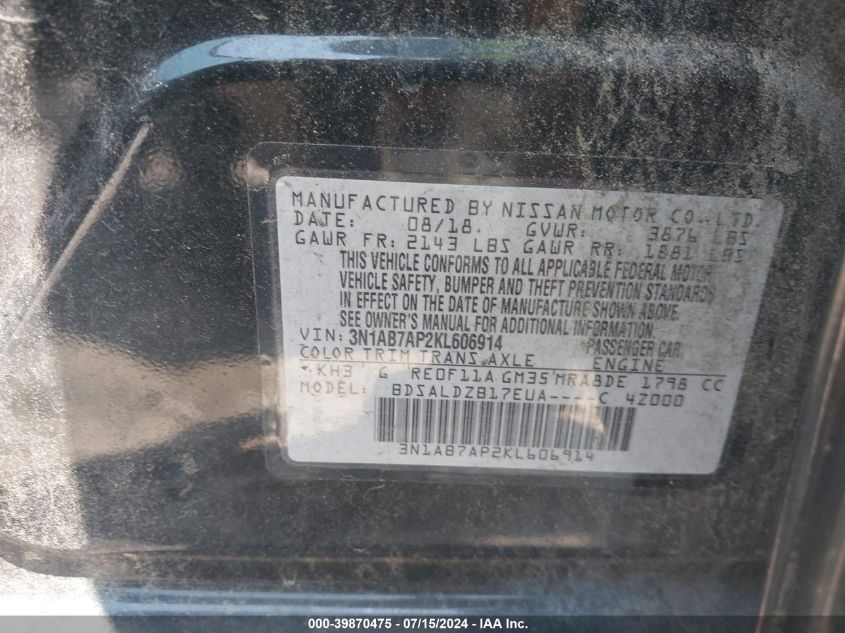 MANUFACTURED BY NISSAN MOTOR CO., LTD.
DATE: 08/18 GVWR: 3876 LBS
GAWR FR: 2143 LBS GAWR RR: 1881 LBS
THIS VEHICLE CONFORMS TO ALL APPLICABLE FEDERAL MOTOR
VEHICLE SAFETY, BUMPER AND THEFT PREVENTION STANDARDS
IN EFFECT ON THE DATE OF MANUFACTURE SHOWN ABOVE.
SEE OWNER'S MANUAL FOR ADDITIONAL INFORMATION.
VIN: 3N1AB7AP2KL606914 PASSENGER CAR
COLOR TRIM TRANS AXLE ENGINE
KH3 G RE0F11A GM35 MRA8DE 1798 CC
MODEL: BDSALDZB17EUA----C 4Z000
3N1AB7AP2KL606914
000-39870475 - 07/15/2024 - IAA Inc.